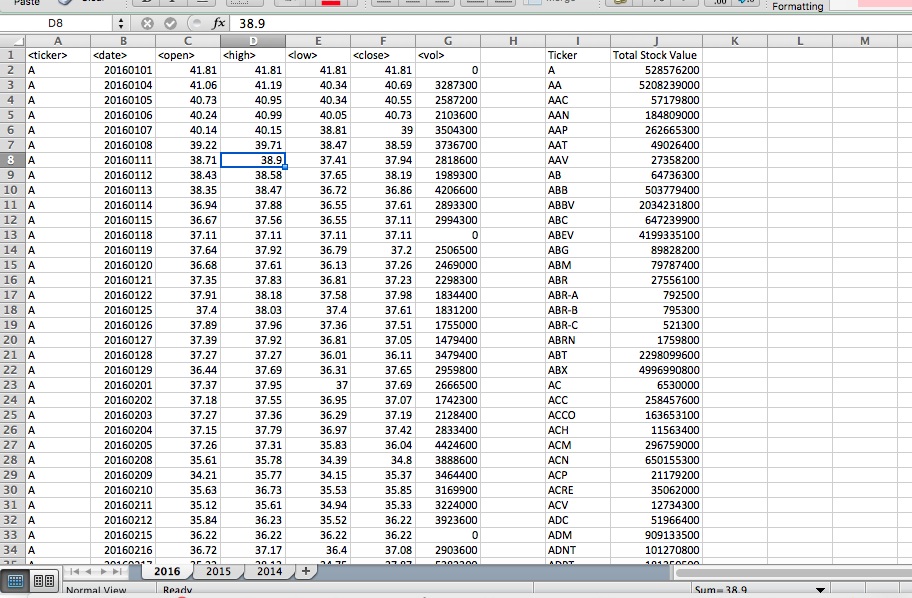 Paste
Formatting
D8 fx 38.9
A B C D E F G H I J K L M
1 <ticker> <date> <open> <high> <low> <close> <vol> Ticker Total Stock Value
2 A 20160101 41.81 41.81 41.81 41.81 0 A 528576200
3 A 20160104 41.06 41.19 40.34 40.69 3287300 AA 5208239000
4 A 20160105 40.73 40.95 40.34 40.55 2587200 AAC 57179800
5 A 20160106 40.24 40.99 40.05 40.73 2103600 AAN 184809000
6 A 20160107 40.14 40.15 38.81 39 3504300 AAP 262665300
7 A 20160108 39.22 39.71 38.47 38.59 3736700 AAT 49026400
8 A 20160111 38.71 38.9 37.41 37.94 2818600 AAV 27358200
9 A 20160112 38.43 38.58 37.65 38.19 1989300 AB 64736300
10 A 20160113 38.35 38.47 36.72 36.86 4206600 ABB 503779400
11 A 20160114 36.94 37.88 36.55 37.61 2893300 ABBV 2034231800
12 A 20160115 36.67 37.56 36.55 37.11 2994300 ABC 647239900
13 A 20160118 37.11 37.11 37.11 37.11 0 ABEV 4199335100
14 A 20160119 37.64 37.92 36.79 37.2 2506500 ABG 89828200
15 A 20160120 36.68 37.61 36.13 37.26 2469000 ABM 79787400
16 A 20160121 37.35 37.83 36.81 37.23 2298300 ABR 27556100
17 A 20160122 37.91 38.18 37.58 37.98 1834400 ABR-A 792500
18 A 20160125 37.4 38.03 37.4 37.61 1831200 ABR-B 795300
19 A 20160126 37.89 37.96 37.36 37.51 1755000 ABR-C 521300
20 A 20160127 37.39 37.92 36.81 37.05 1479400 ABRN 1759800
21 A 20160128 37.27 37.27 36.01 36.11 3479400 ABT 2298099600
22 A 20160129 36.44 37.69 36.31 37.65 2959800 ABX 4996990800
23 A 20160201 37.37 37.95 37 37.69 2666500 AC 6530000
24 A 20160202 37.18 37.55 36.95 37.07 1742300 ACC 258457600
25 A 20160203 37.27 37.36 36.29 37.19 2128400 ACCO 163653100
26 A 20160204 37.15 37.79 36.97 37.42 2833400 ACH 11563400
27 A 20160205 37.26 37.31 35.83 36.04 4424600 ACM 296759000
28 A 20160208 35.61 35.78 34.39 34.8 3888600 ACN 650155300
29 A 20160209 34.21 35.77 34.15 35.37 3464400 ACP 21179200
30 A 20160210 35.63 36.73 35.53 35.85 3169900 ACRE 35062000
31 A 20160211 35.12 35.61 34.94 35.33 3224000 ACV 12734300
32 A 20160212 35.84 36.23 35.52 36.22 3923600 ADC 51966400
33 A 20160215 36.22 36.22 36.22 36.22 0 ADM 909133500
34 A 20160216 36.72 37.17 36.4 37.08 2903600 ADNT 101270800
2016 2015 2014 +
Normal View Ready Sum=38.9